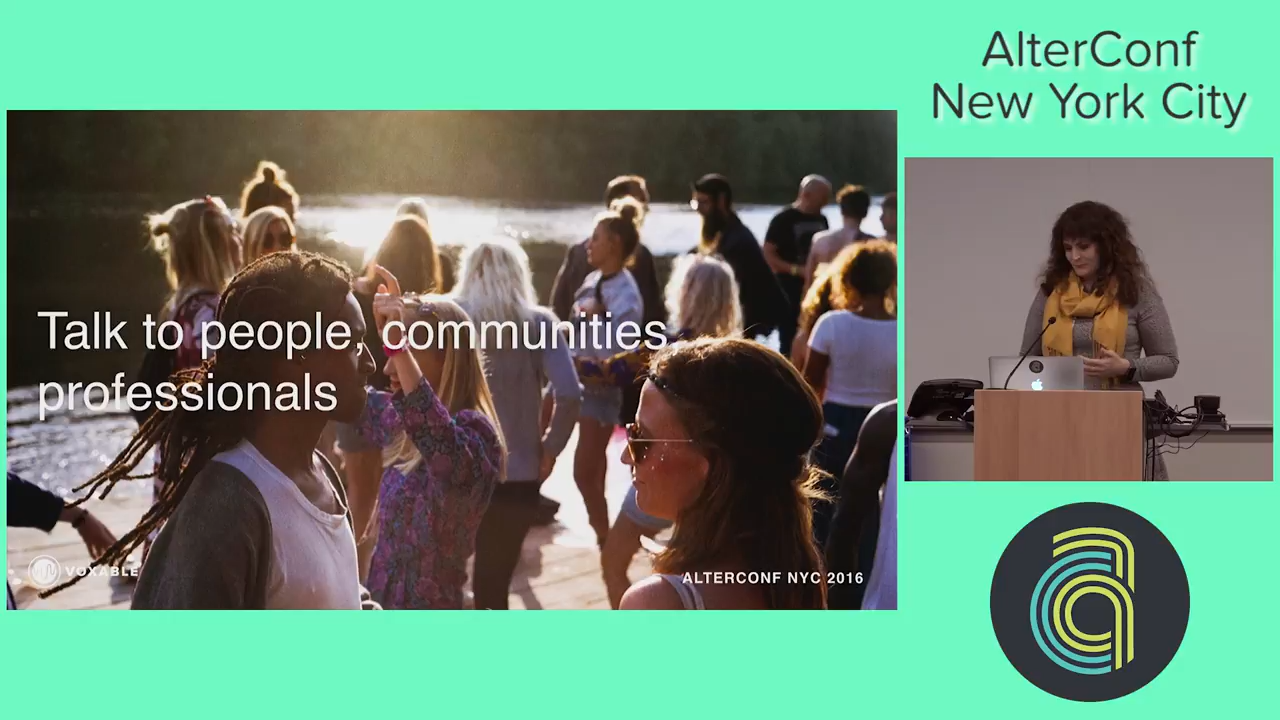 AlterConf
New York City
Talk to people, communities,
professionals
VOXABLE
ALTERCONF NYC 2016